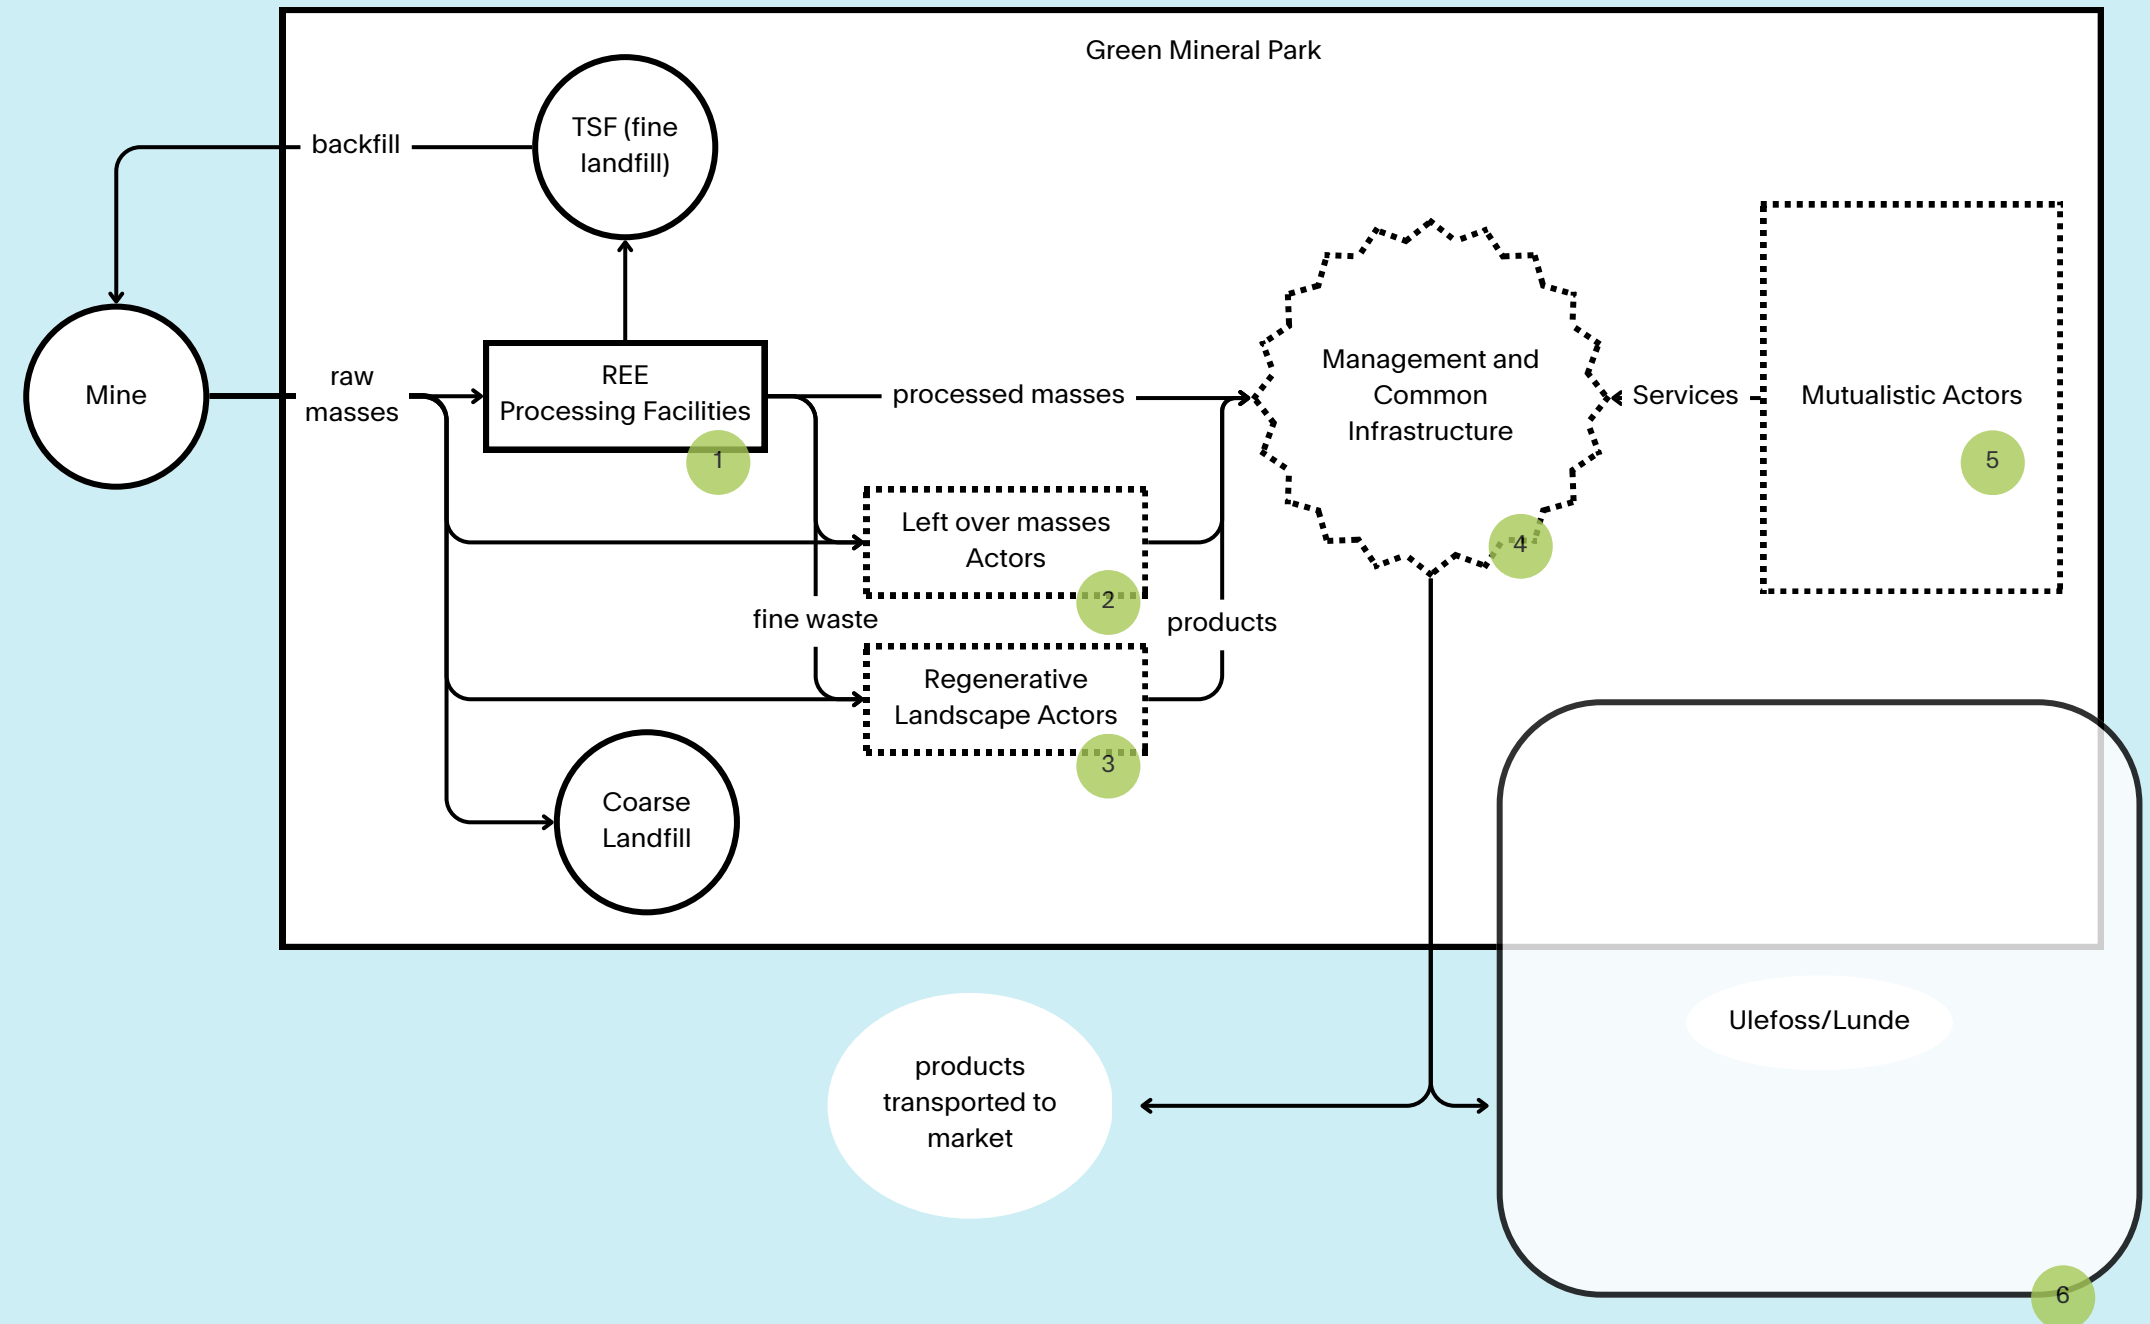 Green Mineral Park
TSF (fine
landfill)
backfill
Mine
raw
masses
REE
Processing Facilities
1
processed masses
Management and
Common
Infrastructure
4
Services
Mutualistic Actors
5
Left over masses
Actors
2
fine waste
products
Regenerative
Landscape Actors
3
Coarse
Landfill
products
transported to
market
Ulefoss/Lunde
6